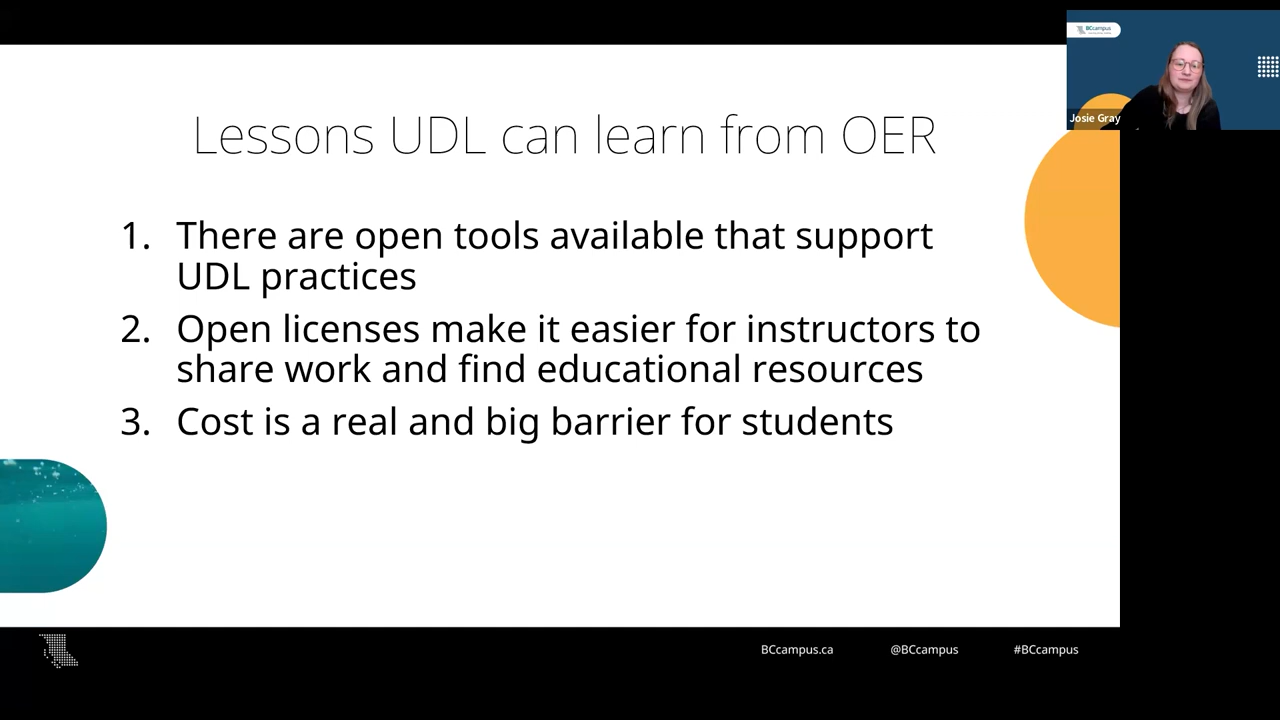 BCcampus
Josie Gray
Lessons UDL can learn from OER
1. There are open tools available that support
UDL practices
2. Open licenses make it easier for instructors to
share work and find educational resources
3. Cost is a real and big barrier for students
BCcampus.ca
@BCcampus
#BCcampus